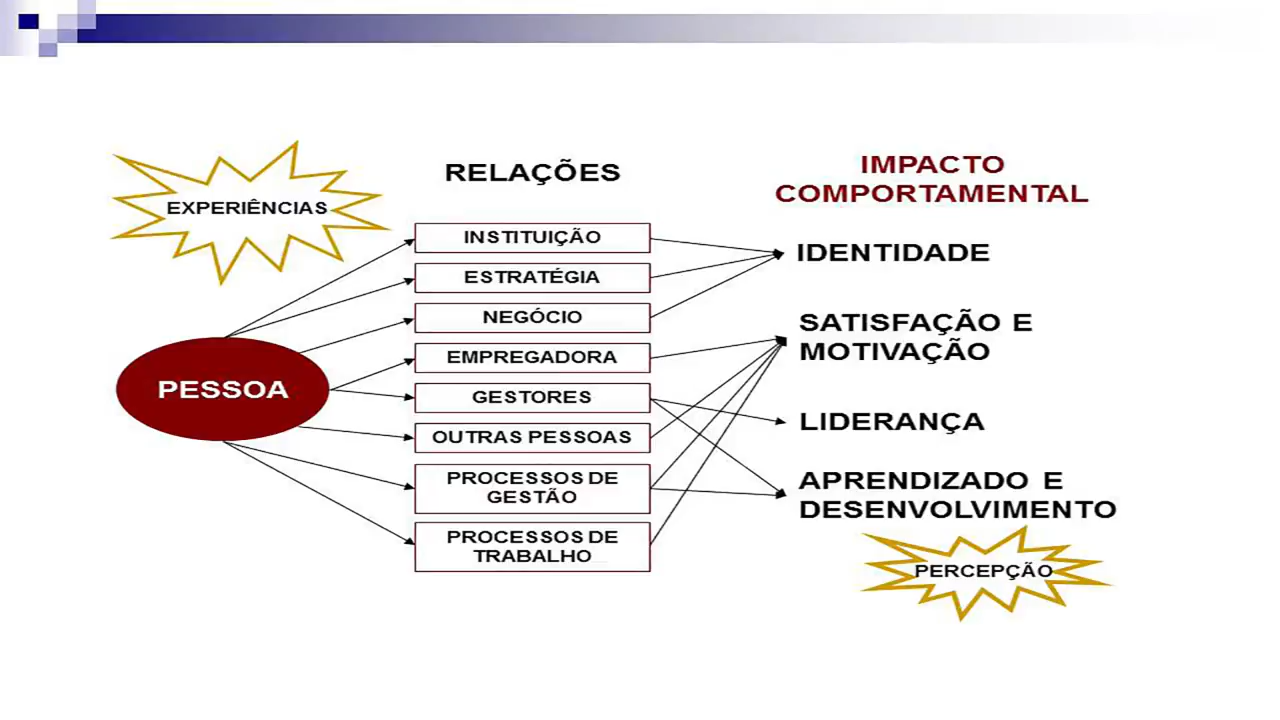 EXPERIÊNCIAS
PESSOA
RELAÇÕES
INSTITUIÇÃO
ESTRATÉGIA
NEGÓCIO
EMPREGADORA
GESTORES
OUTRAS PESSOAS
PROCESSOS DE
GESTÃO
PROCESSOS DE
TRABALHO
IMPACTO
COMPORTAMENTAL
IDENTIDADE
SATISFAÇÃO E
MOTIVAÇÃO
LIDERANÇA
APRENDIZADO E
DESENVOLVIMENTO
PERCEPÇÃO